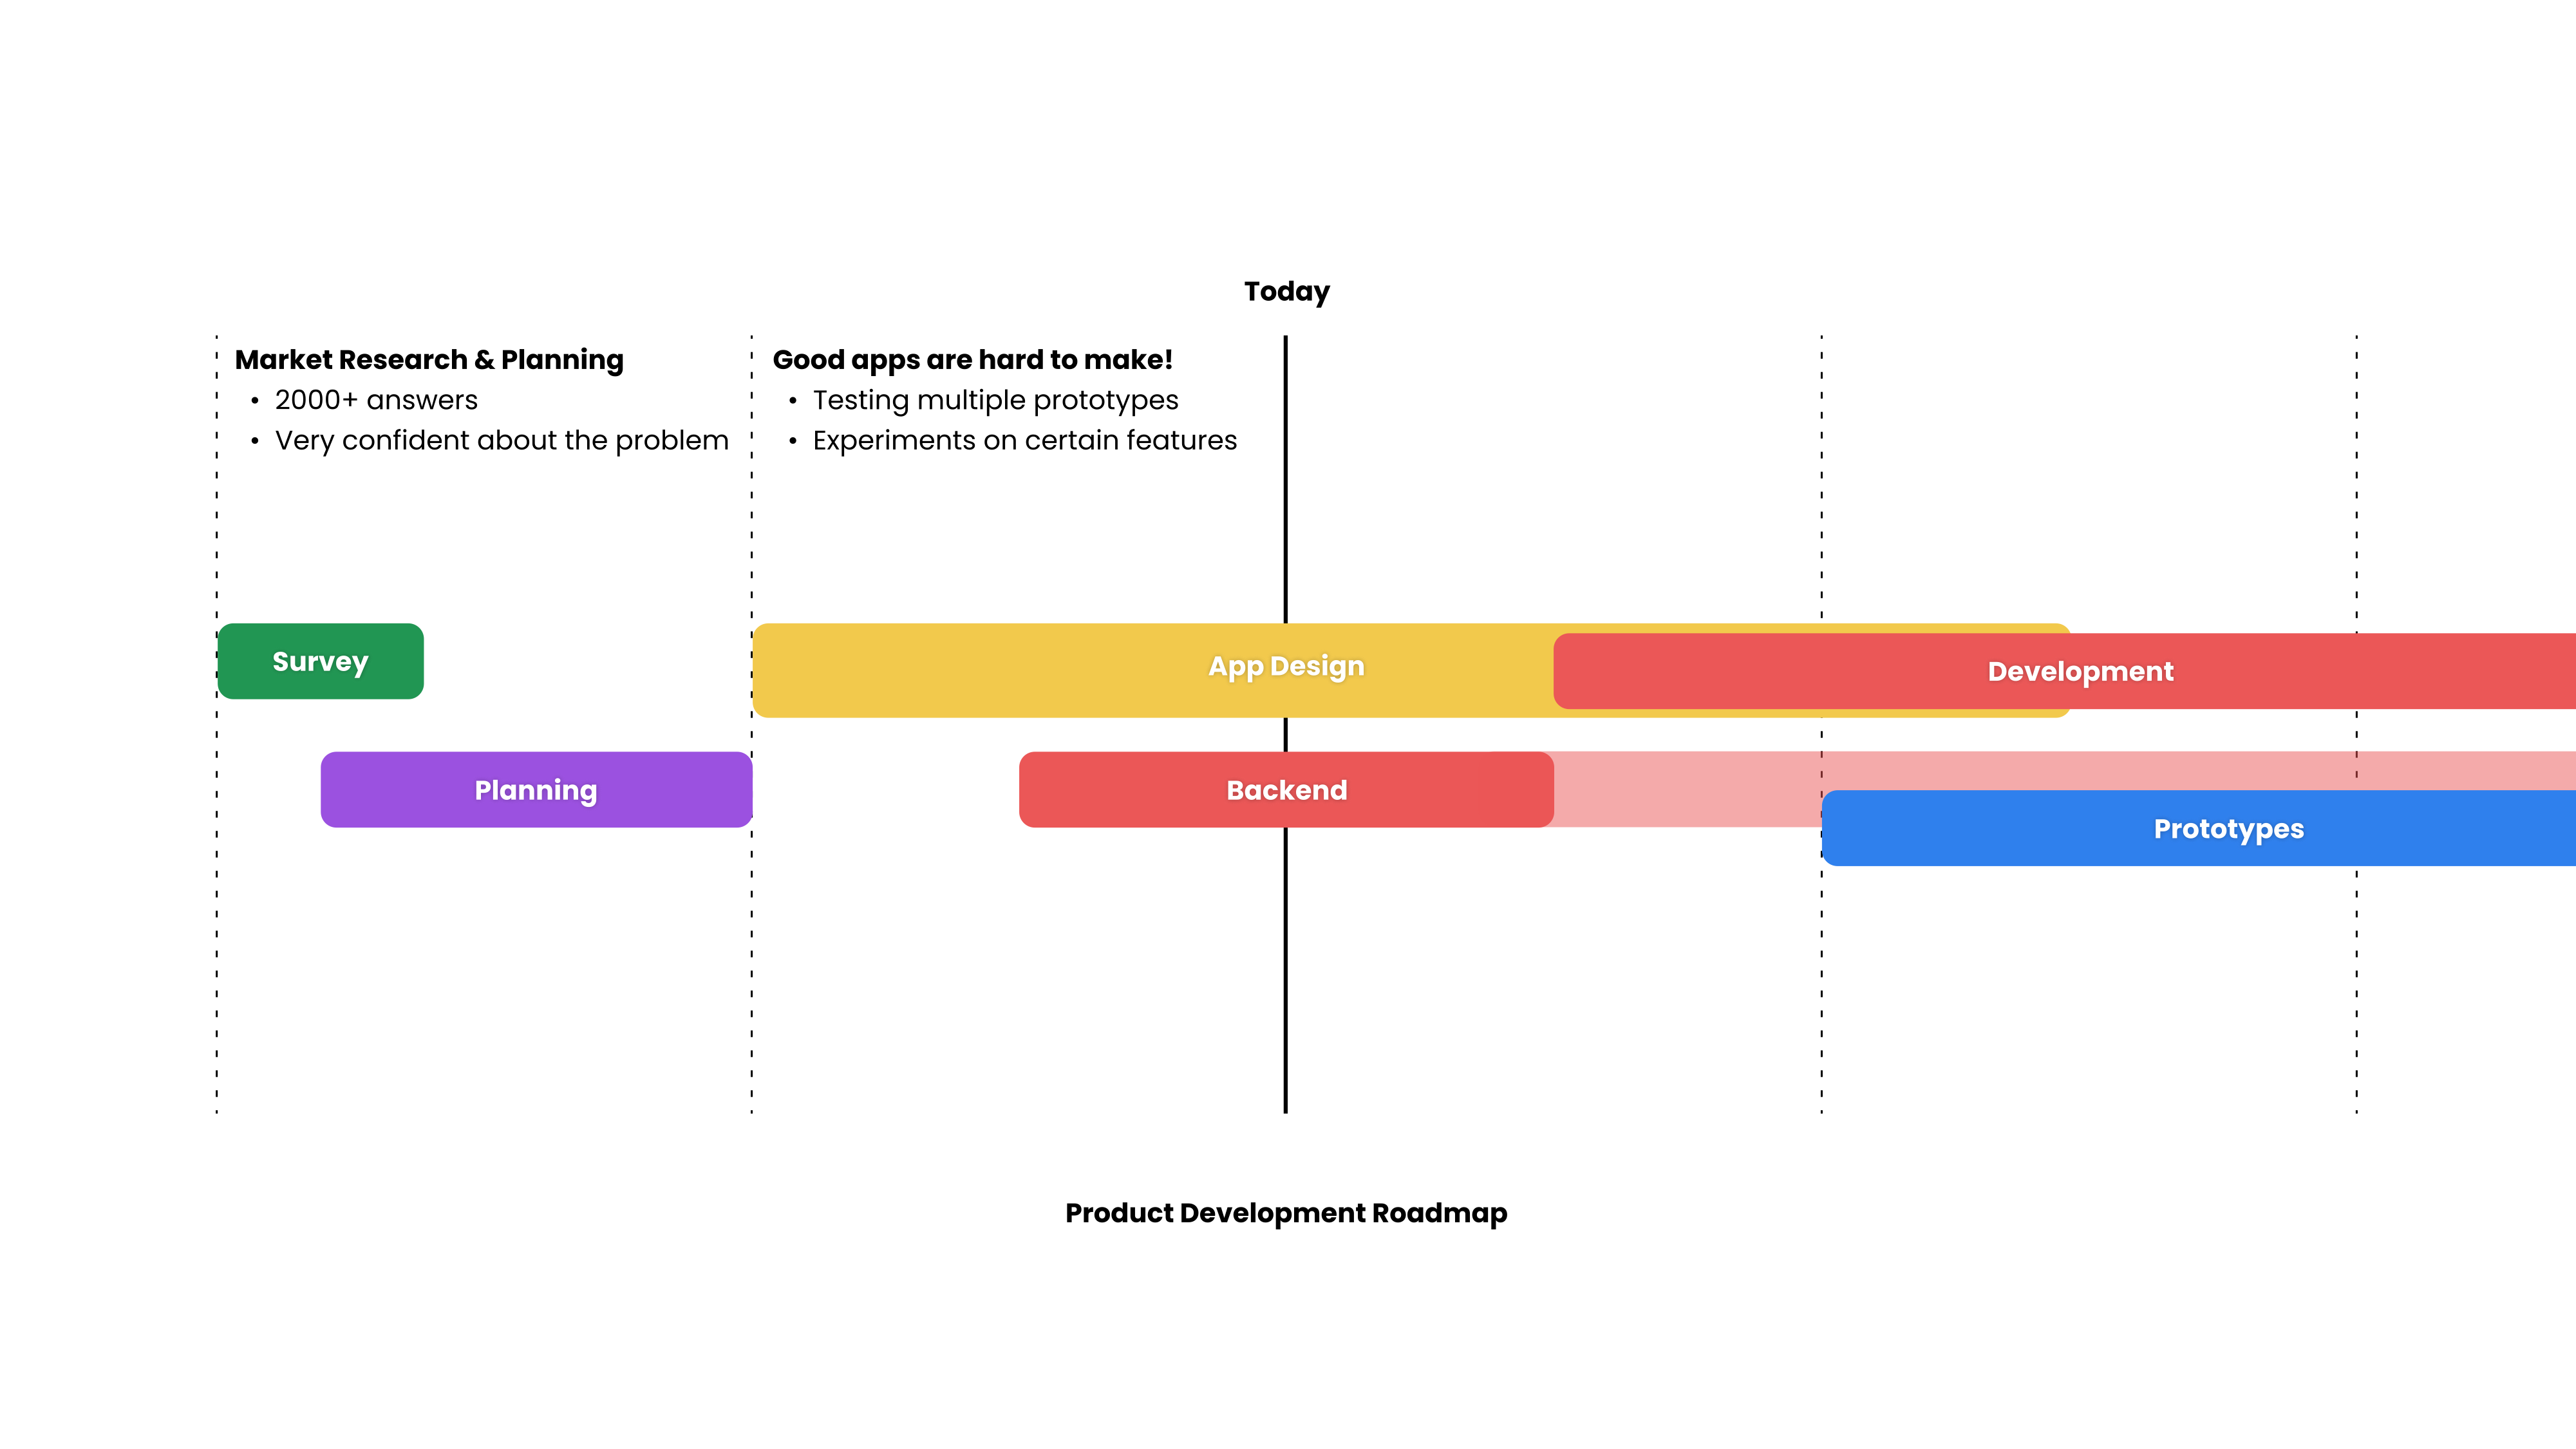 Today
Market Research & Planning
• 2000+ answers
• Very confident about the problem
Good apps are hard to make!
• Testing multiple prototypes
• Experiments on certain features
Survey
App Design
Development
Planning
Backend
Prototypes
Product Development Roadmap